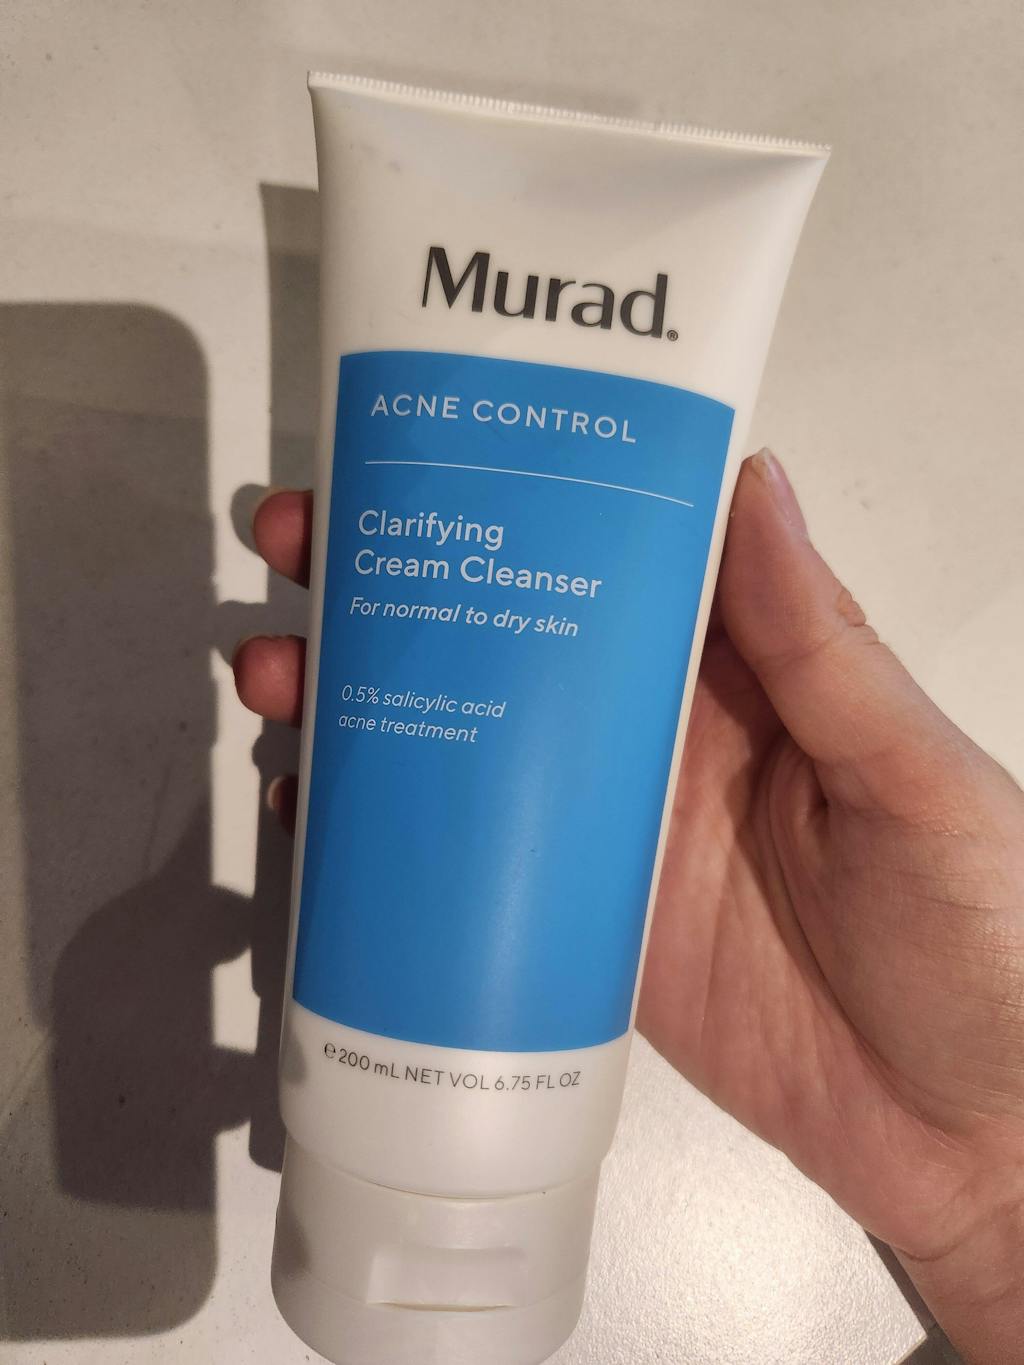 Murad®
ACNE CONTROL
Clarifying
Cream Cleanser
For normal to dry skin
0.5% salicylic acid
acne treatment
℮ 200 mL NET VOL 6.75 FL OZ